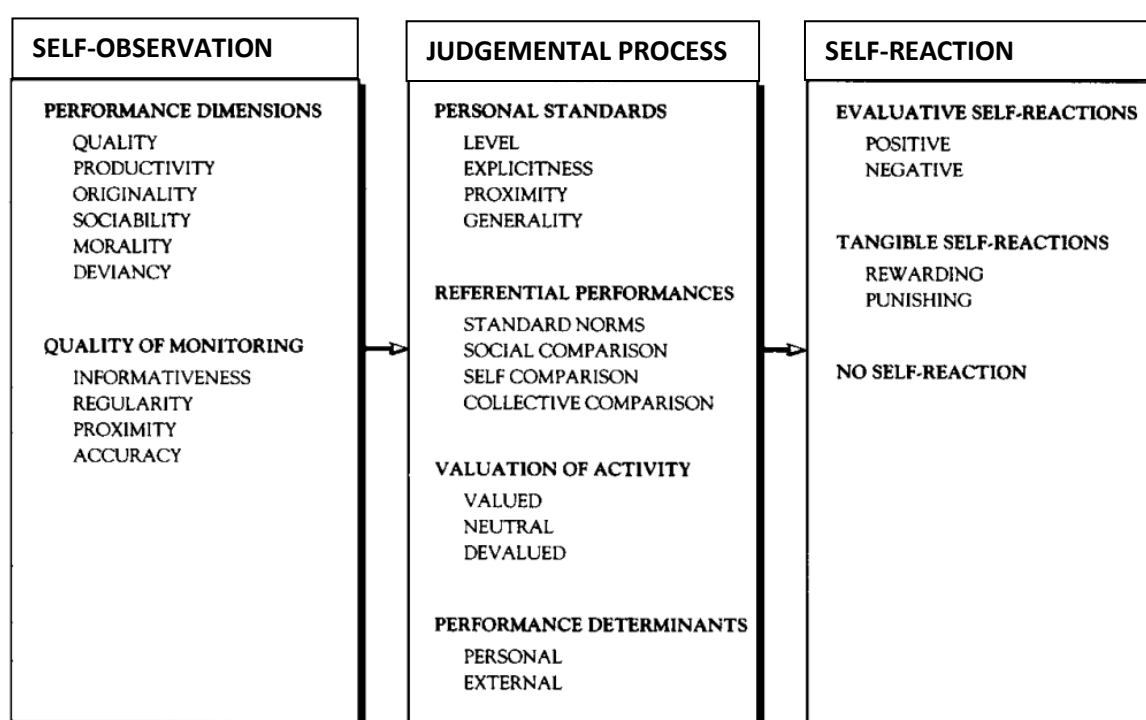 SELF-OBSERVATION
PERFORMANCE DIMENSIONS
QUALITY
PRODUCTIVITY
ORIGINALITY
SOCIABILITY
MORALITY
DEVIANCY
QUALITY OF MONITORING
INFORMATIVENESS
REGULARITY
PROXIMITY
ACCURACY
JUDGEMENTAL PROCESS
PERSONAL STANDARDS
LEVEL
EXPLICITNESS
PROXIMITY
GENERALITY
REFERENTIAL PERFORMANCES
STANDARD NORMS
SOCIAL COMPARISON
SELF COMPARISON
COLLECTIVE COMPARISON
VALUATION OF ACTIVITY
VALUED
NEUTRAL
DEVALUED
PERFORMANCE DETERMINANTS
PERSONAL
EXTERNAL
SELF-REACTION
EVALUATIVE SELF-REACTIONS
POSITIVE
NEGATIVE
TANGIBLE SELF-REACTIONS
REWARDING
PUNISHING
NO SELF-REACTION